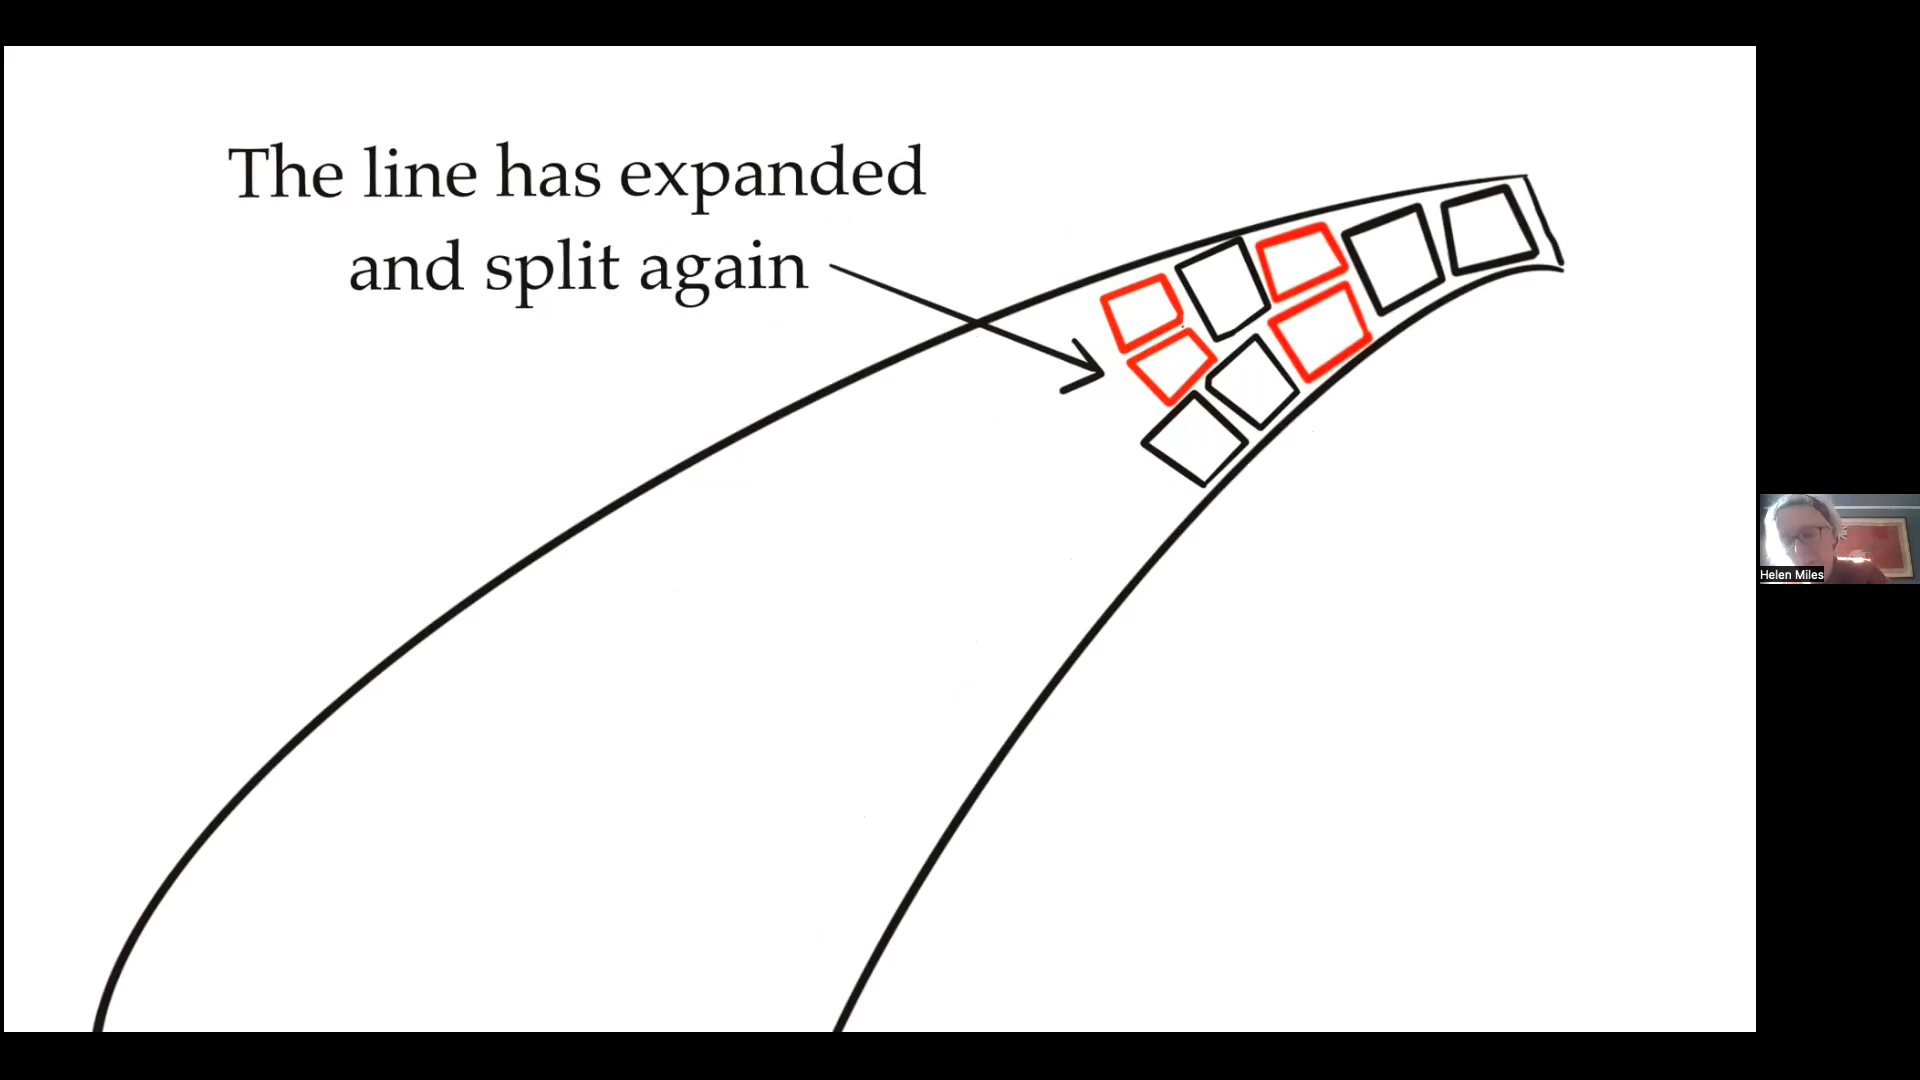 The line has expanded
and split again
Helen Miles